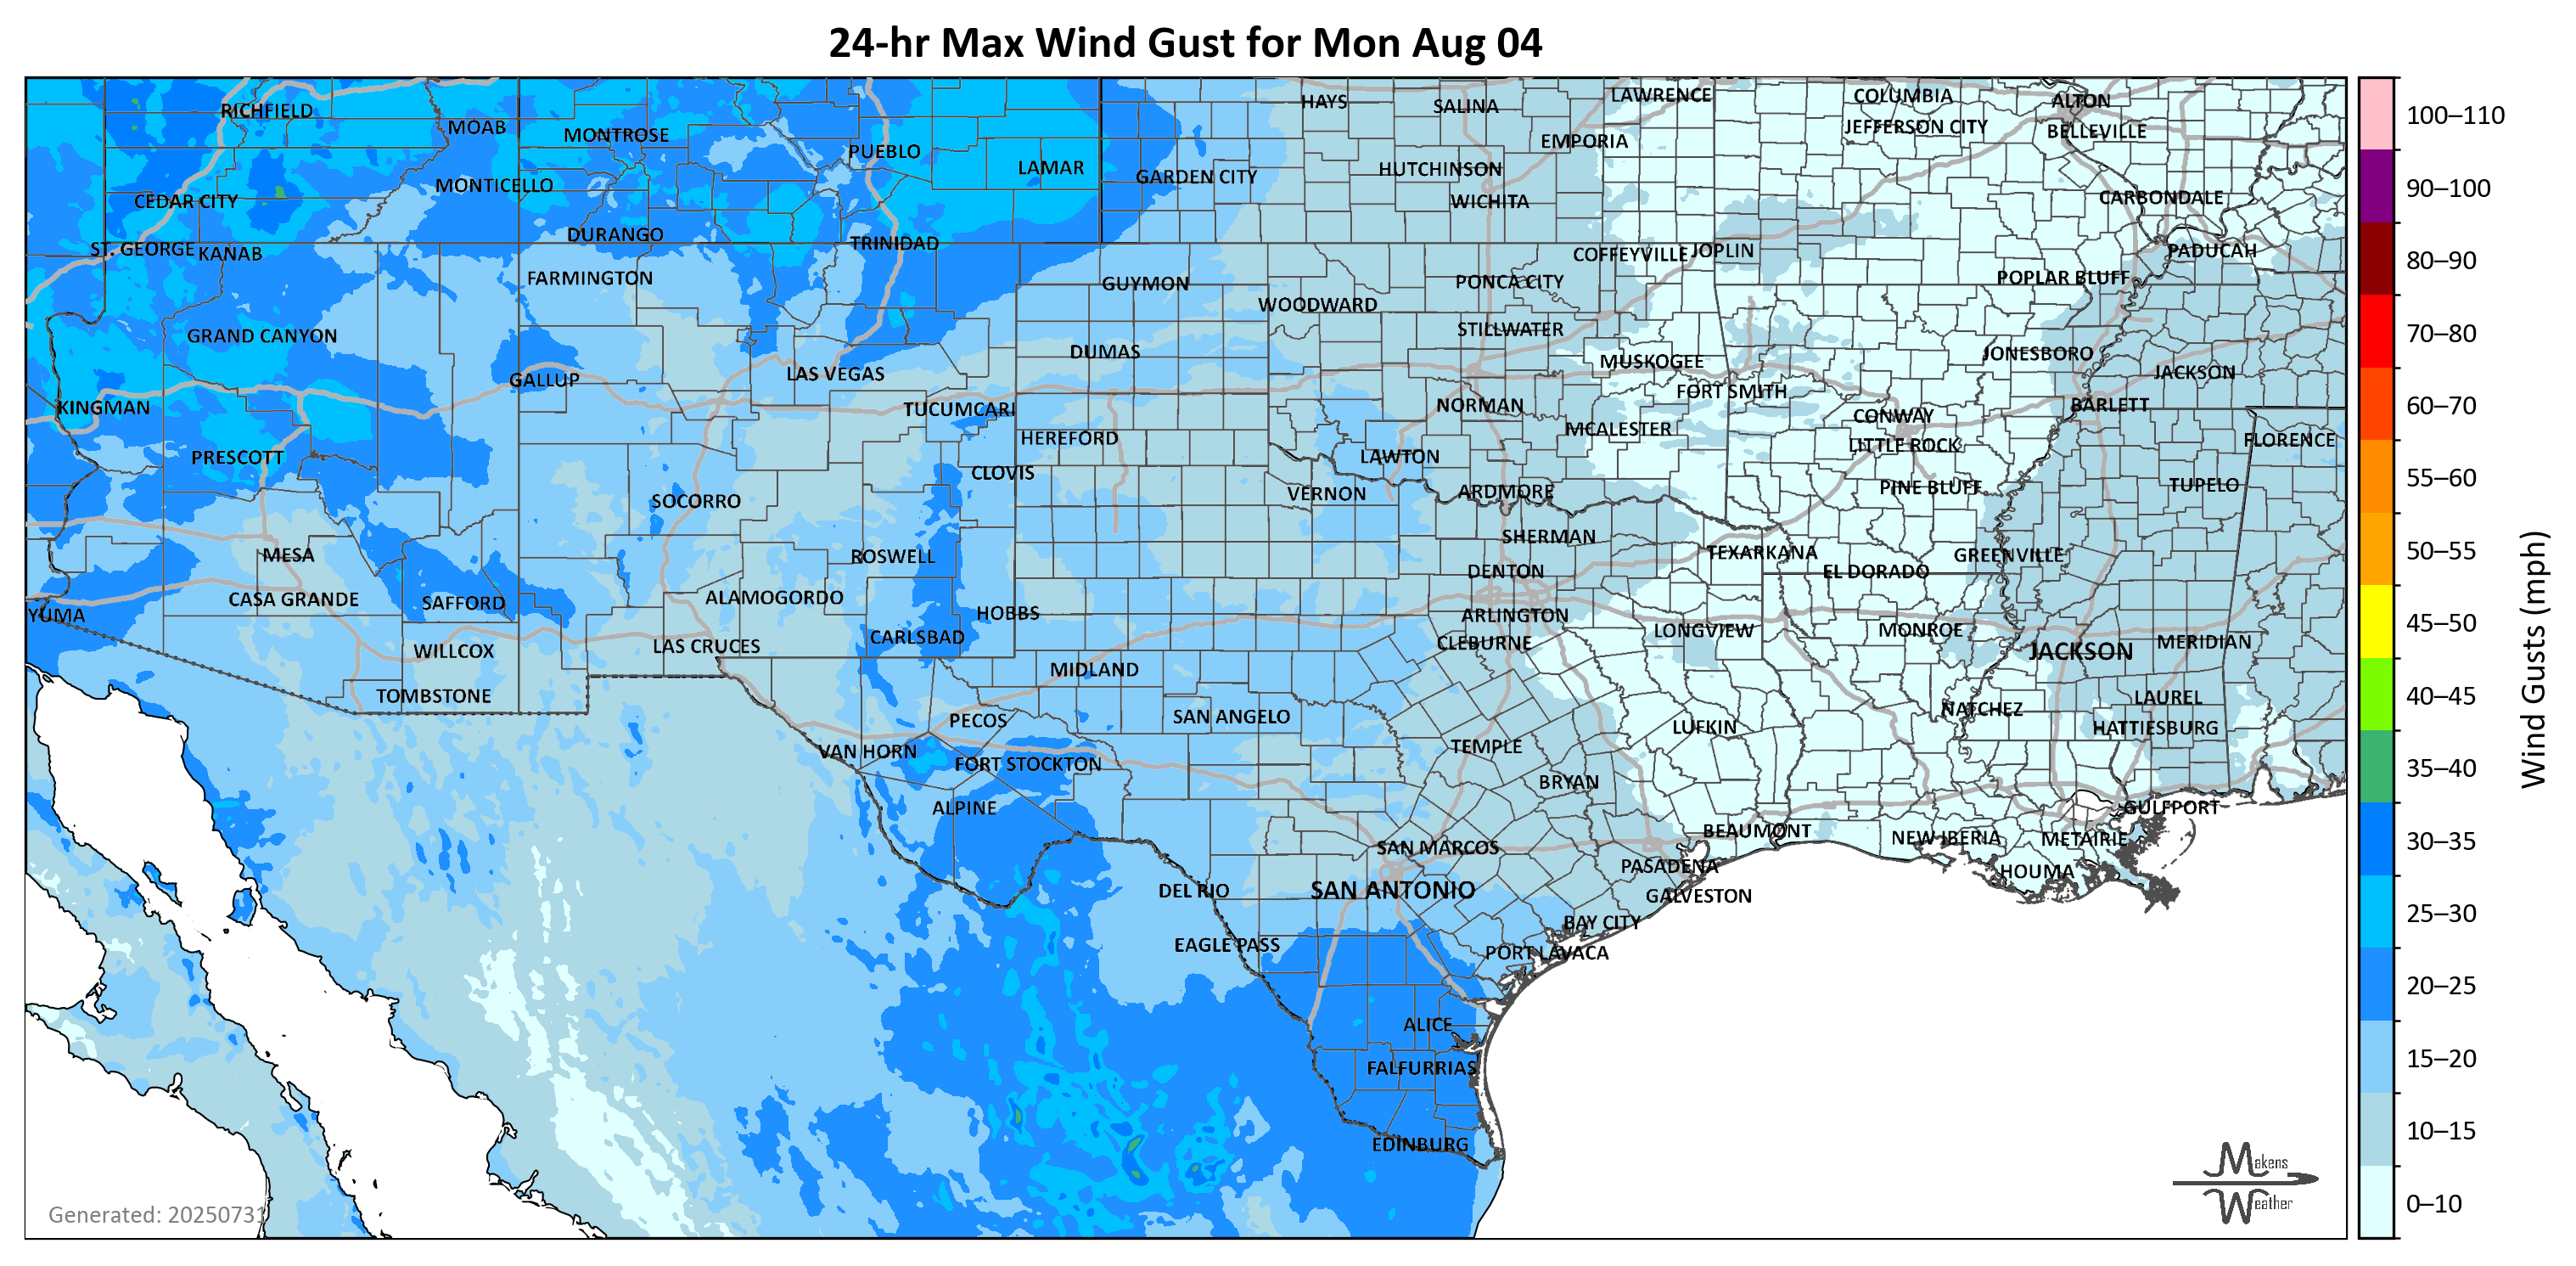 24-hr Max Wind Gust for Mon Aug 04
RICHFIELD
MOAB
MONTROSE
PUEBLO
LAMAR
GARDEN CITY
HAYS
SALINA
EMPORIA
LAWRENCE
COLUMBIA
JEFFERSON CITY
ALTON
BELLEVILLE
HUTCHINSON
WICHITA
CARBONDALE
MONTICELLO
CEDAR CITY
DURANGO
TRINIDAD
ST. GEORGE
KANAB
FARMINGTON
GUYMON
WOODWARD
PONCA CITY
COFFEYVILLE
JOPLIN
POPLAR BLUFF
PADUCAH
GRAND CANYON
STILLWATER
DUMAS
MUSKOGEE
JONESBORO
JACKSON
GALLUP
LAS VEGAS
FORT SMITH
KINGMAN
TUCUMCARI
NORMAN
CONWAY
BARLETT
PRESCOTT
HEREFORD
MCALESTER
LITTLE ROCK
FLORENCE
CLOVIS
LAWTON
SOCORRO
VERNON
ARDMORE
PINE BLUFF
TUPELO
MESA
ROSWELL
SHERMAN
TEXARKANA
GREENVILLE
DENTON
EL DORADO
YUMA
CASA GRANDE
SAFFORD
ALAMOGORDO
HOBBS
ARLINGTON
CLEBURNE
LONGVIEW
MONROE
WILLCOX
LAS CRUCES
CARLSBAD
MIDLAND
JACKSON
MERIDIAN
TOMBSTONE
PECOS
SAN ANGELO
LUFKIN
NATCHEZ
LAUREL
HATTIESBURG
VAN HORN
FORT STOCKTON
TEMPLE
BRYAN
ALPINE
GULFPORT
SAN MARCOS
BEAUMONT
NEW IBERIA
METAIRIE
PASADENA
HOUMA
DEL RIO
SAN ANTONIO
GALVESTON
BAY CITY
EAGLE PASS
PORT LAVACA
ALICE
FALFURRIAS
EDINBURG
Generated: 20250731
Makens
Weather
100–110
90–100
80–90
70–80
60–70
55–60
50–55
45–50
40–45
35–40
30–35
25–30
20–25
15–20
10–15
0–10
Wind Gusts (mph)